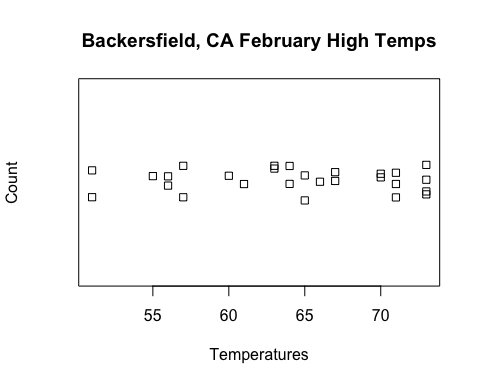 Backersfield, CA February High Temps
Count
55 60 65 70
Temperatures